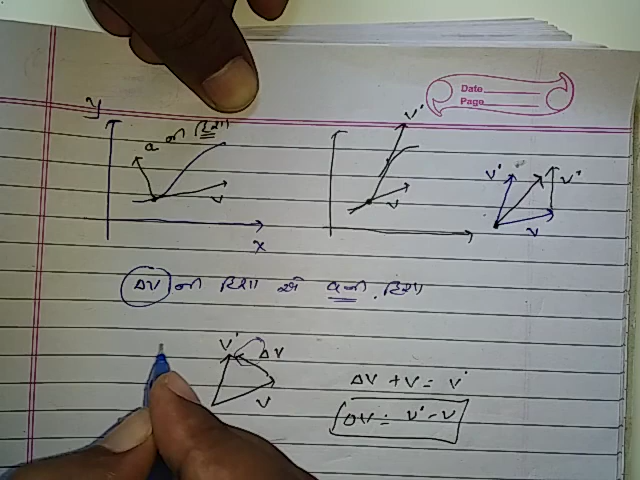 Date
Page
y
a ની દિશા
v
x
v'
v
v'
v'
v
ΔV ની દિશા એ a ની દિશા
v'
ΔV
v
ΔV + V = V'
ΔV = V' - V